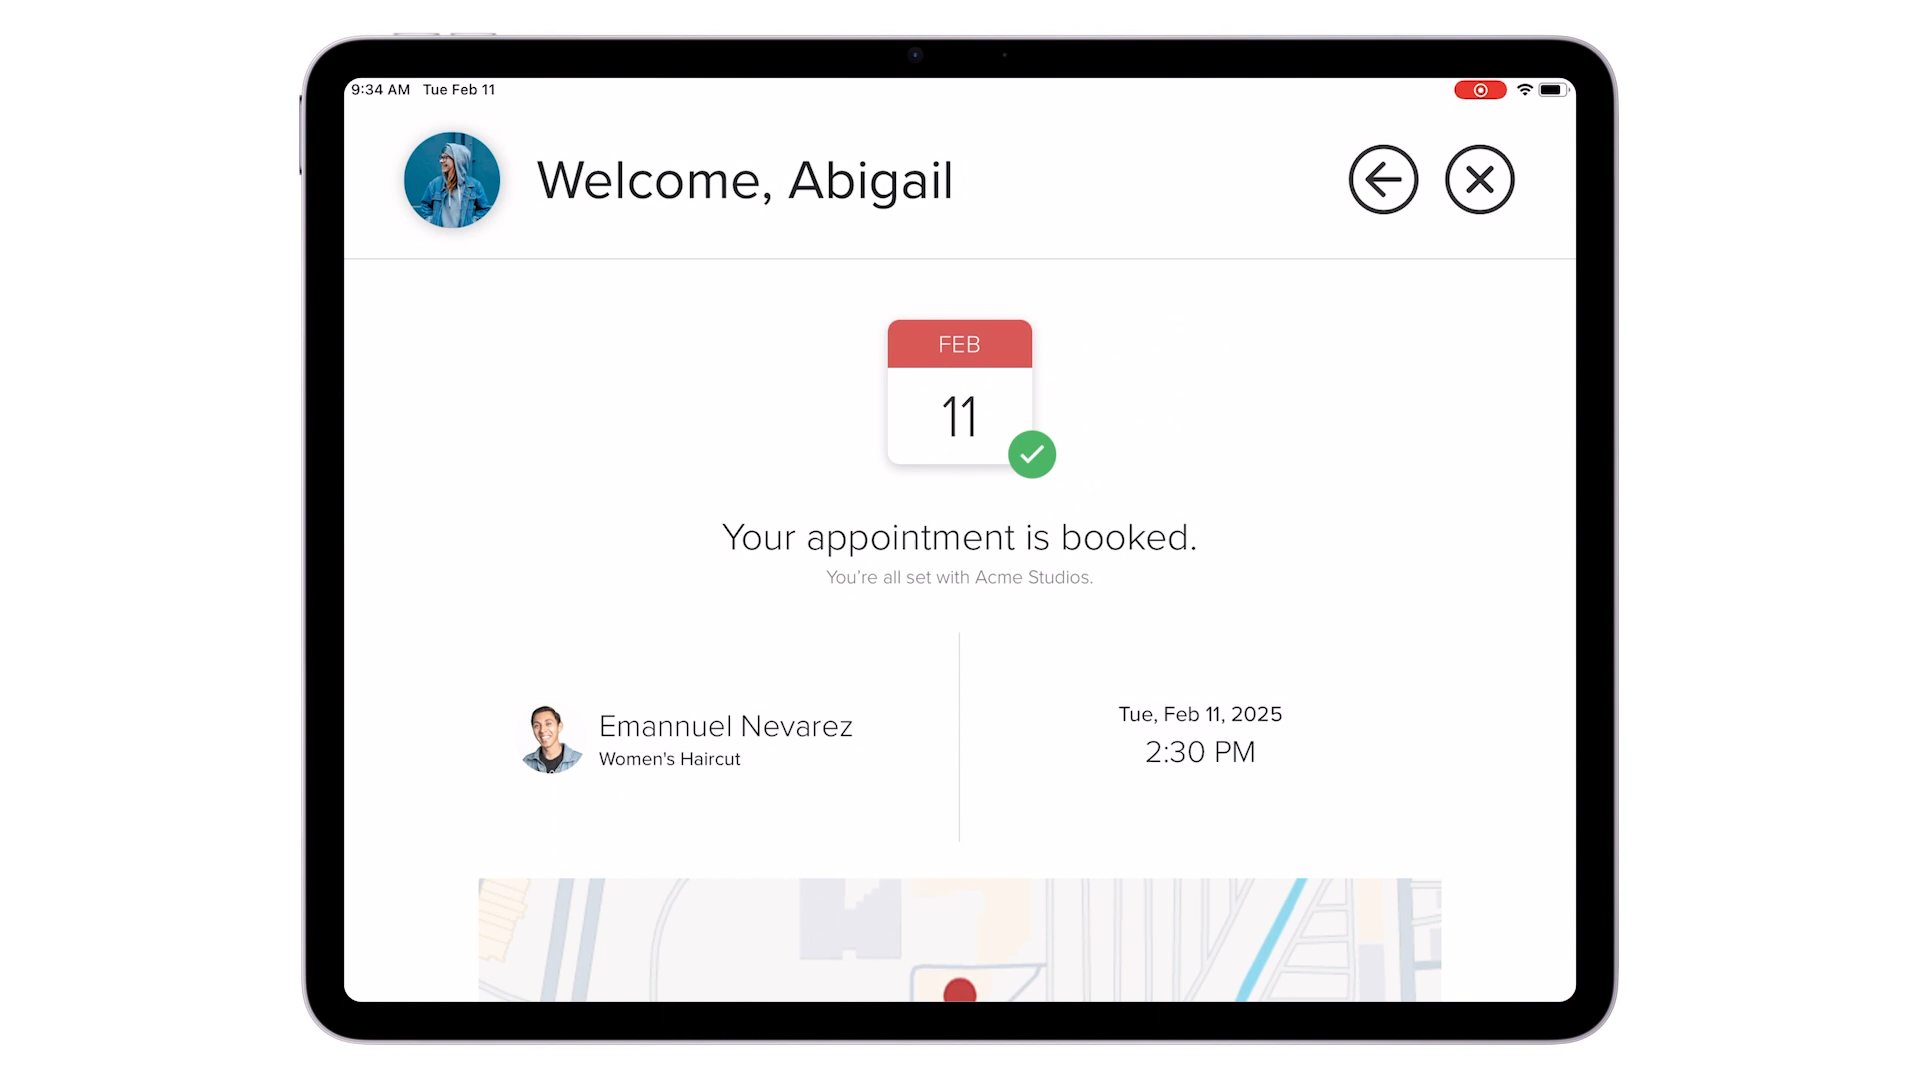 9:34 AM Tue Feb 11
Welcome, Abigail
FEB
11
Your appointment is booked.
You're all set with Acme Studios.
Emannuel Nevarez
Women's Haircut
Tue, Feb 11, 2025
2:30 PM